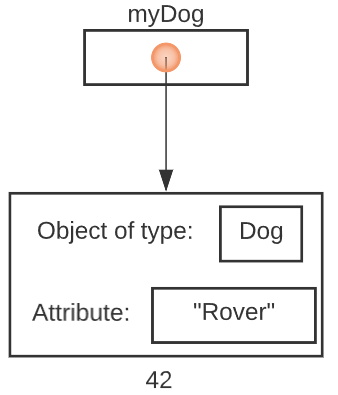 myDog
Object of type: Dog
Attribute: "Rover"
42